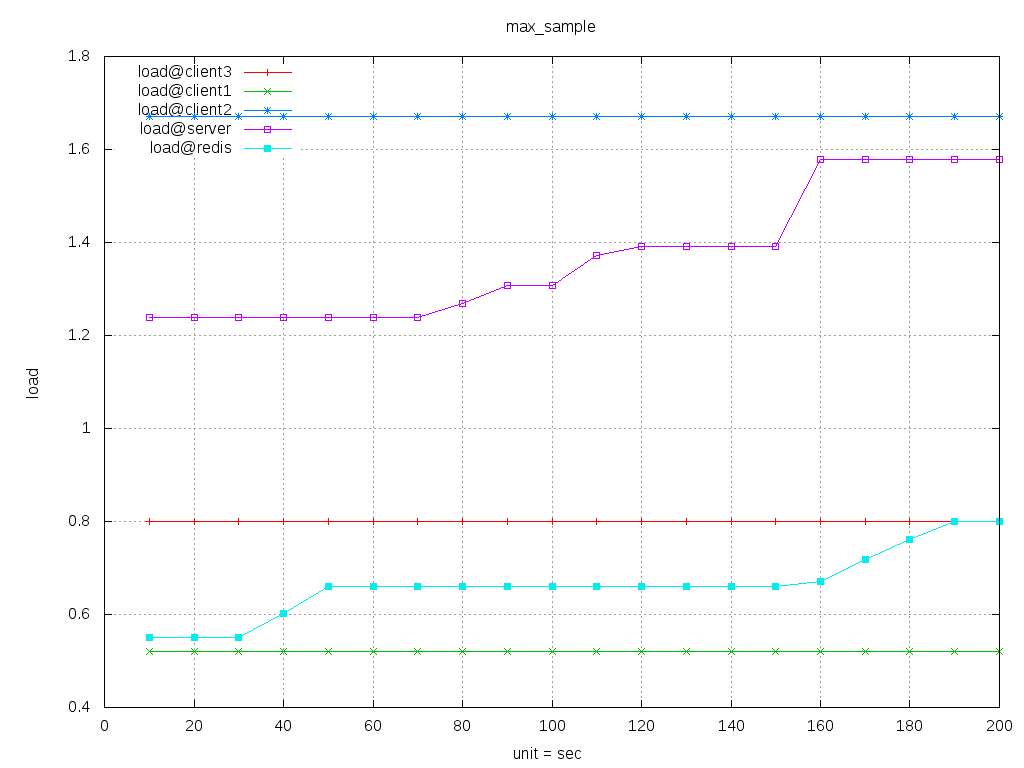 max_sample
load@client3
load@client1
load@client2
load@server
load@redis
1.8
1.6
1.4
1.2
1
0.8
0.6
0.4
load
0 20 40 60 80 100 120 140 160 180 200
unit = sec